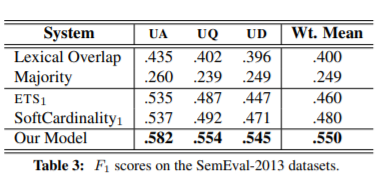 System UA UQ UD Wt. Mean
Lexical Overlap .435 .402 .396 .400
Majority .260 .239 .249 .249
ETS1 .535 .487 .447 .460
SoftCardinality1 .537 .492 .471 .480
Our Model .582 .554 .545 .550
Table 3: F1 scores on the SemEval-2013 datasets.